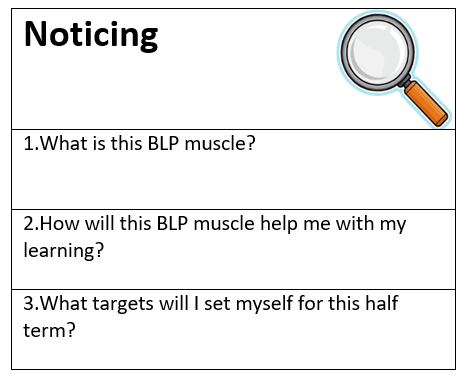 Noticing
1.What is this BLP muscle?
2.How will this BLP muscle help me with my
learning?
3.What targets will I set myself for this half
term?